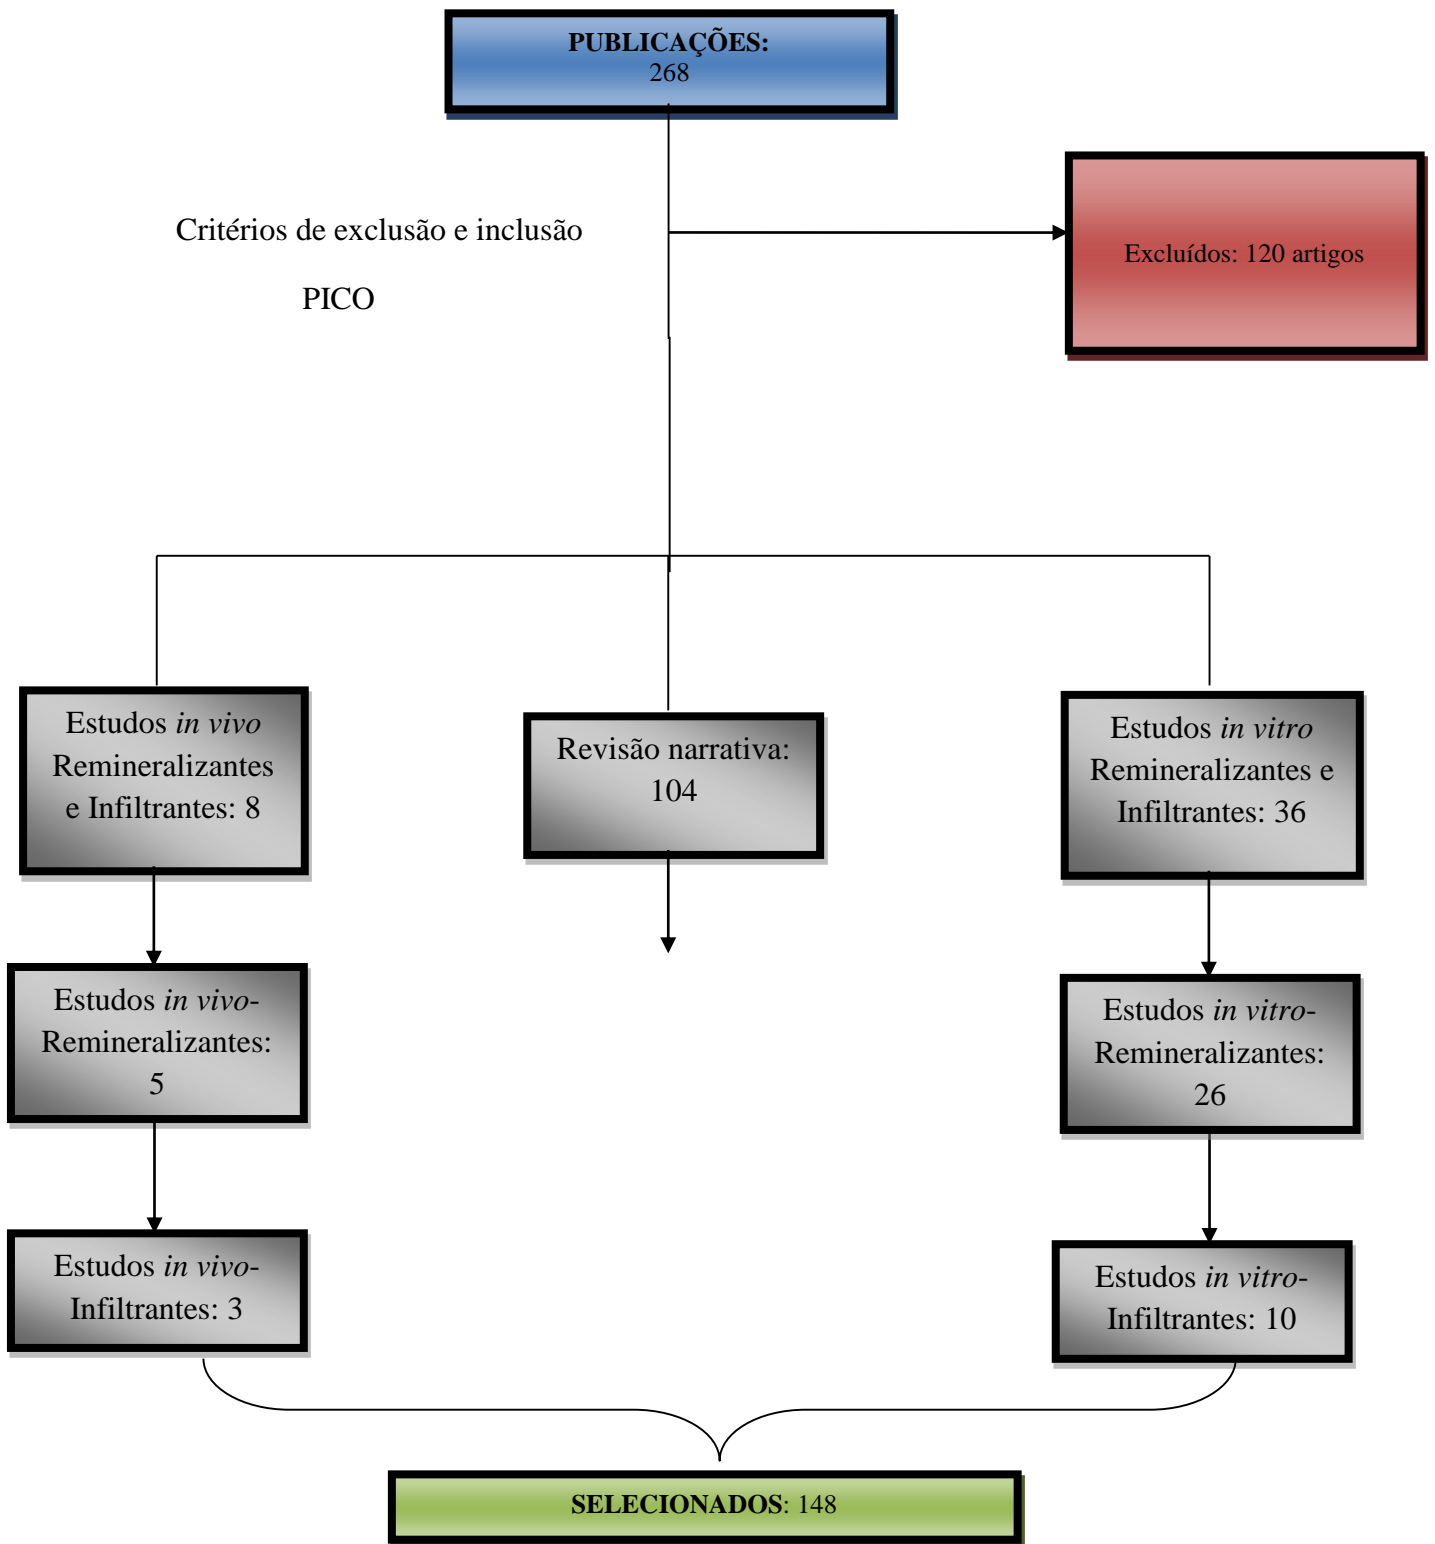 PUBLICAÇÕES:
268
Critérios de exclusão e inclusão
PICO
Excluídos: 120 artigos
Estudos in vivo
Remineralizantes
e Infiltrantes: 8
Revisão narrativa:
104
Estudos in vitro
Remineralizantes e
Infiltrantes: 36
Estudos in vivo-
Remineralizantes:
5
Estudos in vitro-
Remineralizantes:
26
Estudos in vivo-
Infiltrantes: 3
Estudos in vitro-
Infiltrantes: 10
SELECIONADOS: 148